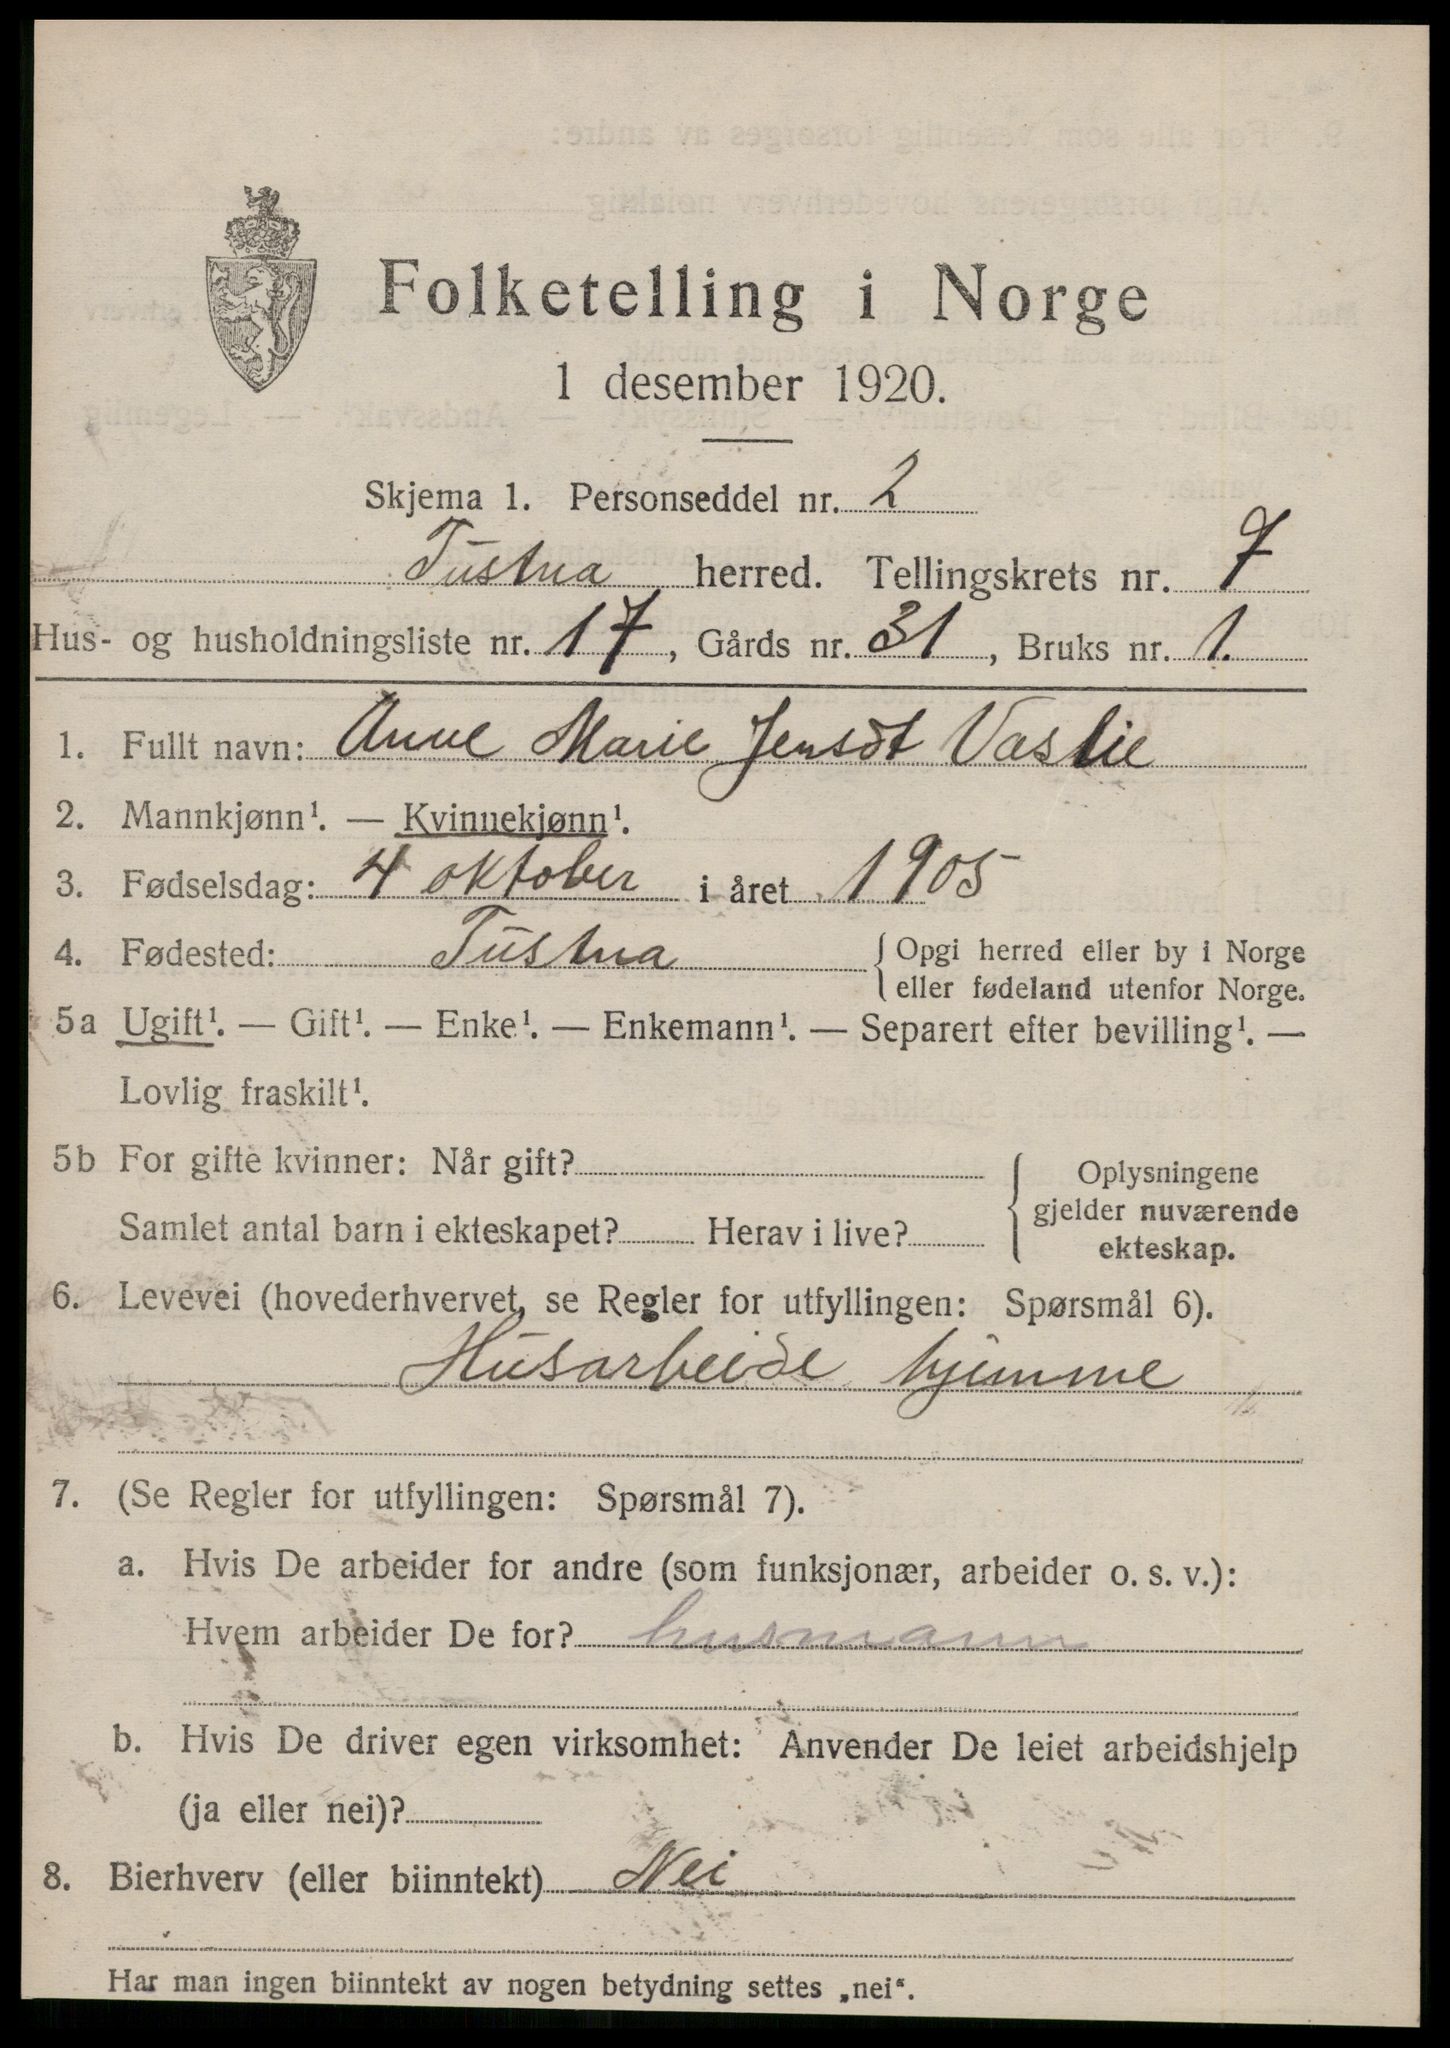 Folketelling i Norge
1 desember 1920.
Skjema 1. Personseddel nr. 2
Tustna herred. Tellingskrets nr. 7
Hus- og husholdningsliste nr. 17, Gårds nr. 31, Bruks nr. 1.
1. Fullt navn: Anne Marie Jensdt Vaslie
2. Mannkjønn¹. — Kvinnekjønn¹.
3. Fødselsdag: 4 oktober i året 1905
4. Fødested: Tustna { Opgi herred eller by i Norge
eller fødeland utenfor Norge.
5a Ugift¹. — Gift¹. — Enke¹. — Enkemann¹. — Separert efter bevilling¹. —
Lovlig fraskilt¹.
5b For gifte kvinner: Når gift?
Samlet antal barn i ekteskapet? Herav i live?
{ Oplysningene
gjelder nuværende
ekteskap.
6. Levevei (hovederhvervet, se Regler for utfyllingen: Spørsmål 6).
Husarbeide hjemme
7. (Se Regler for utfyllingen: Spørsmål 7).
a. Hvis De arbeider for andre (som funksjonær, arbeider o. s. v.):
Hvem arbeider De for? husmann
b. Hvis De driver egen virksomhet: Anvender De leiet arbeidshjelp
(ja eller nei)?
8. Bierhverv (eller biinntekt) Nei
Har man ingen biinntekt av nogen betydning settes „nei“.